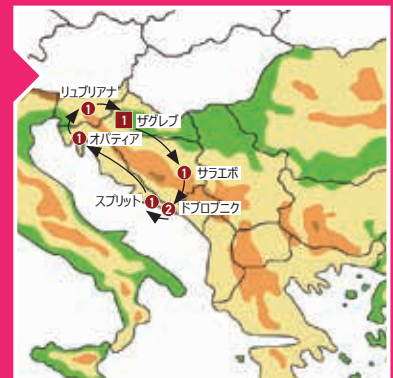 リュブリアナ
1
1 ザグレブ
1 オパティア
1 サラエボ
スプリット 1
2 ドブロブニク